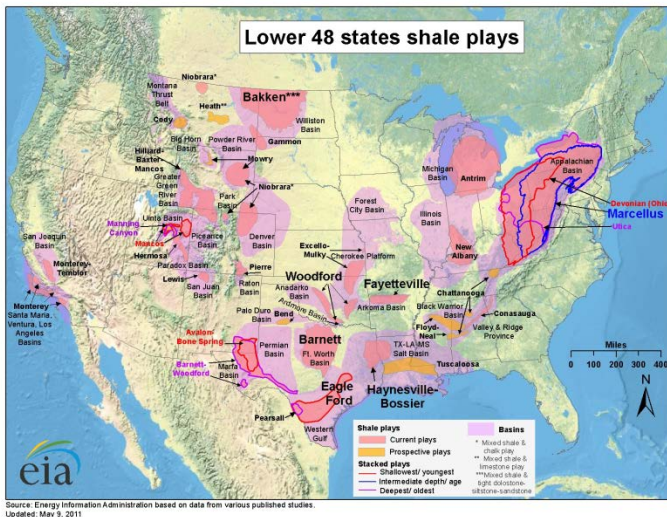 Lower 48 states shale plays
Niobrara*
Montana
Thrust
Belt
Heath**
Bakken***
Cody
Williston
Basin
Big Horn
Basin
Powder River
Basin
Gammon
Hilliard-
Baxter-
Mancos
Mowry
Greater
Green
River
Basin
Park
Basin
Niobrara*
Michigan
Basin
Antrim
Appalachian
Basin
Devonian (Ohio
Marcellus
Utica
Uinta Basin
Manning
Canyon
Mancos
Piceance
Basin
Denver
Basin
Forest
City Basin
Illinois
Basin
San Joaquin
Basin
Monterey-
Temblor
Hermosa
Paradox Basin
Excello-
Mulky
Cherokee Platform
New
Albany
Lewis
San Juan
Basin
Pierre
Raton
Basin
Woodford
Anadarko
Basin
Ardmore Basin
Fayetteville
Arkoma Basin
Chattanooga
Monterey
Santa Maria,
Ventura, Los
Angeles
Basins
Palo Duro
Basin
Bend
Black Warrior
Basin
Conasauga
Floyd-
Neal
Valley & Ridge
Province
Avalon/
Bone Spring
Permian
Basin
Barnett
Ft. Worth
Basin
TX-LA-MS
Salt Basin
Tuscaloosa
Barnett-
Woodford
Marfa
Basin
Eagle
Ford
Haynesville-
Bossier
Pearsall
Western
Gulf
Miles
0 100 200 300 400
N
Shale plays
Current plays
Prospective plays
Stacked plays
Shallowest/ youngest
Intermediate depth/ age
Deepest/ oldest
Basins
* Mixed shale &
chalk play
** Mixed shale &
limestone play
***Mixed shale &
tight dolostone-
siltstone-sandstone
eia
Source: Energy Information Administration based on data from various published studies.
Updated: May 9, 2011